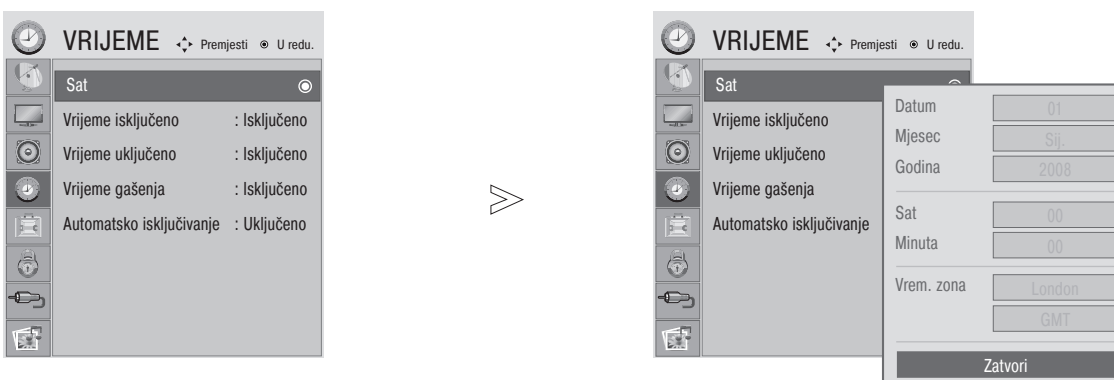 VRIJEME Premjesti U redu.
Sat
Vrijeme isključeno : Isključeno
Vrijeme uključeno : Isključeno
Vrijeme gašenja : Isključeno
Automatsko isključivanje : Uključeno
VRIJEME Premjesti U redu.
Sat
Vrijeme isključeno
Vrijeme uključeno
Vrijeme gašenja
Automatsko isključivanje
Datum 01
Mjesec Sij.
Godina 2008
Sat 00
Minuta 00
Vrem. zona London
GMT
Zatvori